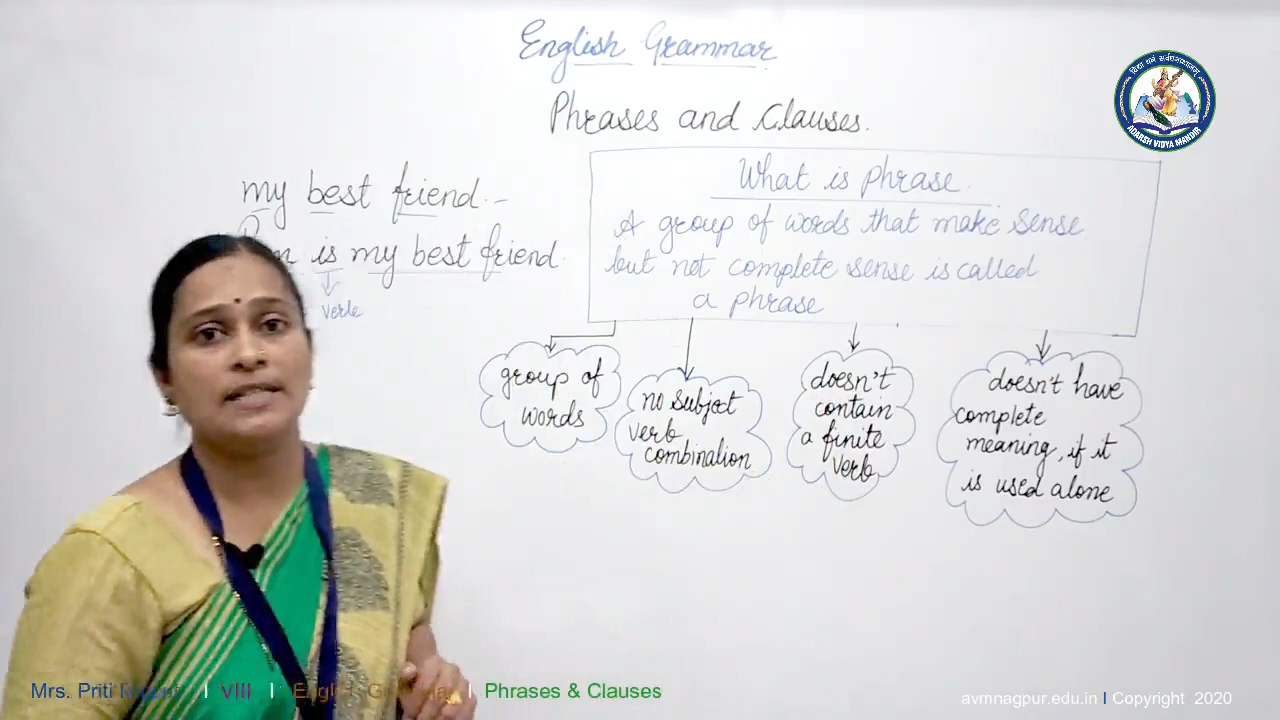 English Grammar
Phrases and Clauses.
my best friend. -
is my best friend.
verb
What is phrase.
A group of words that make sense
but not complete sense is called
a phrase
group of
words
no subject
verb
combination
doesn't
contain
a finite
verb
doesn't have
complete
meaning, if it
is used alone
ADARSH VIDYA MANDIR
Mrs. Priti I VIII I English Grammar I Phrases & Clauses
avmnagpur.edu.in I Copyright 2020